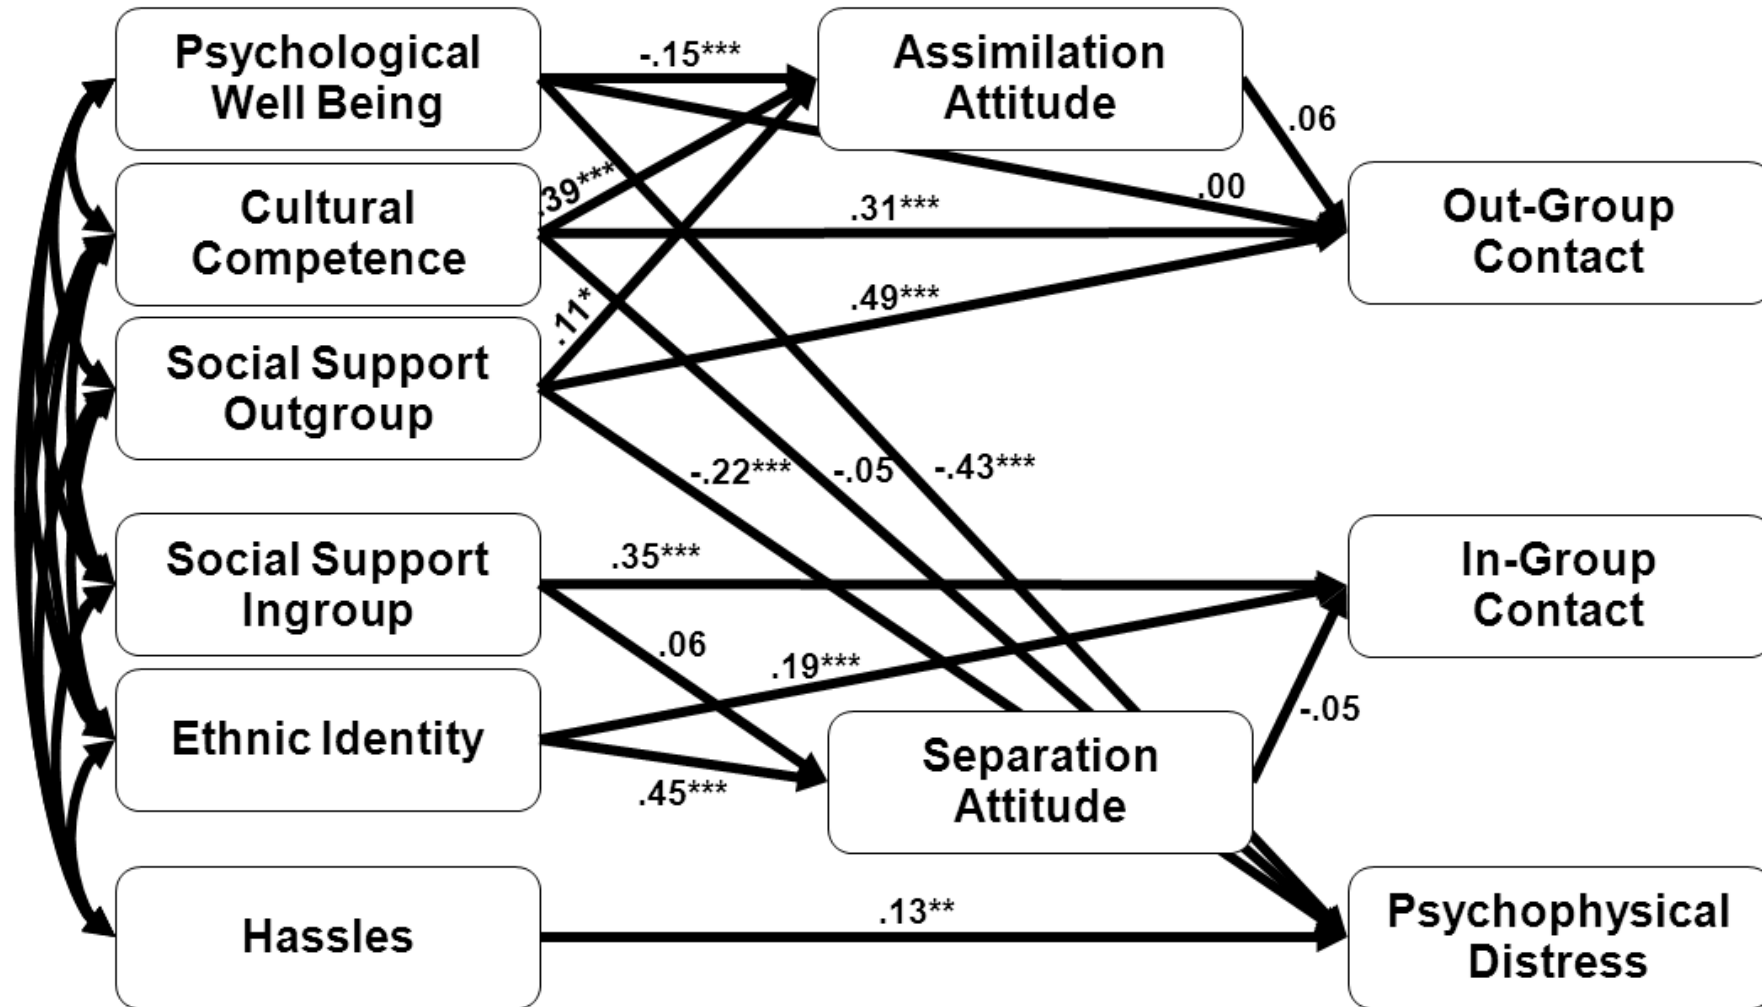 Psychological
Well Being
-.15***
Assimilation
Attitude
.06
Cultural
Competence
.39***
.31***
.00
Out-Group
Contact
Social Support
Outgroup
.11*
.49***
-.22***
-.05
-.43***
Social Support
Ingroup
.35***
.06
In-Group
Contact
Ethnic Identity
.19***
.45***
Separation
Attitude
-.05
Hassles
.13**
Psychophysical
Distress